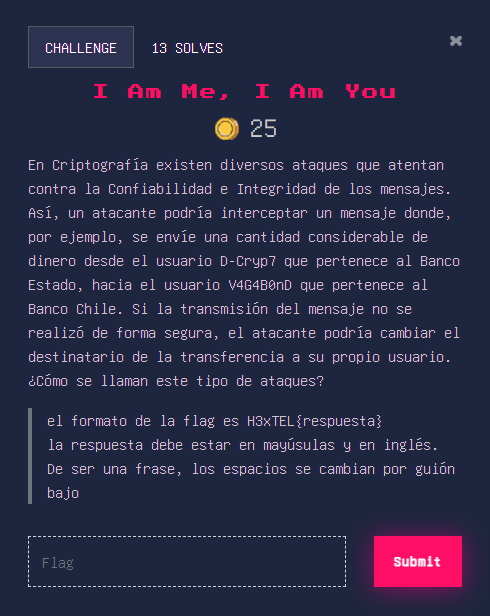 CHALLENGE
13 SOLVES
×
I Am Me, I Am You
25
En Criptografía existen diversos ataques que atentan
contra la Confiabilidad e Integridad de los mensajes.
Así, un atacante podría interceptar un mensaje donde,
por ejemplo, se envíe una cantidad considerable de
dinero desde el usuario D-Cryp7 que pertenece al Banco
Estado, hacia el usuario V4G4B0nD que pertenece al
Banco Chile. Si la transmisión del mensaje no se
realizó de forma segura, el atacante podría cambiar el
destinatario de la transferencia a su propio usuario.
¿Cómo se llaman este tipo de ataques?
el formato de la flag es H3xTEL{respuesta}
la respuesta debe estar en mayúsulas y en inglés.
De ser una frase, los espacios se cambian por guión
bajo
Flag
Submit